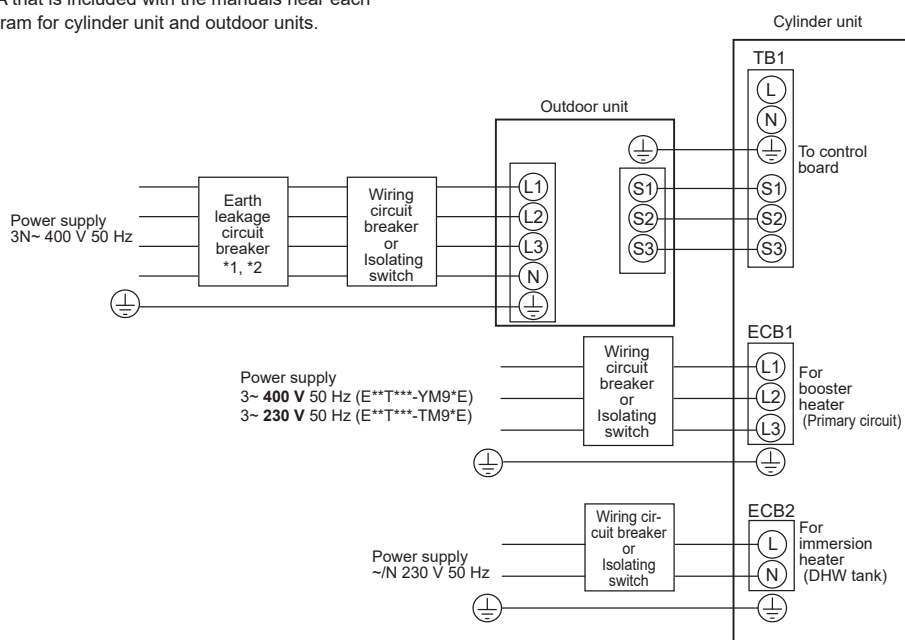 A that is included with the manuals near each
ram for cylinder unit and outdoor units.
Cylinder unit
TB1
L
N
To control
board
S1
S2
S3
Outdoor unit
L1
L2
L3
N
S1
S2
S3
Power supply
3N~ 400 V 50 Hz
Earth
leakage
circuit
breaker
*1, *2
Wiring
circuit
breaker
or
Isolating
switch
ECB1
L1
L2
L3
For
booster
heater
(Primary circuit)
Wiring
circuit
breaker
or
Isolating
switch
Power supply
3~ 400 V 50 Hz (E**T***-YM9*E)
3~ 230 V 50 Hz (E**T***-TM9*E)
ECB2
L
N
For
immersion
heater
(DHW tank)
Wiring cir-
cuit breaker
or
Isolating
switch
Power supply
~/N 230 V 50 Hz